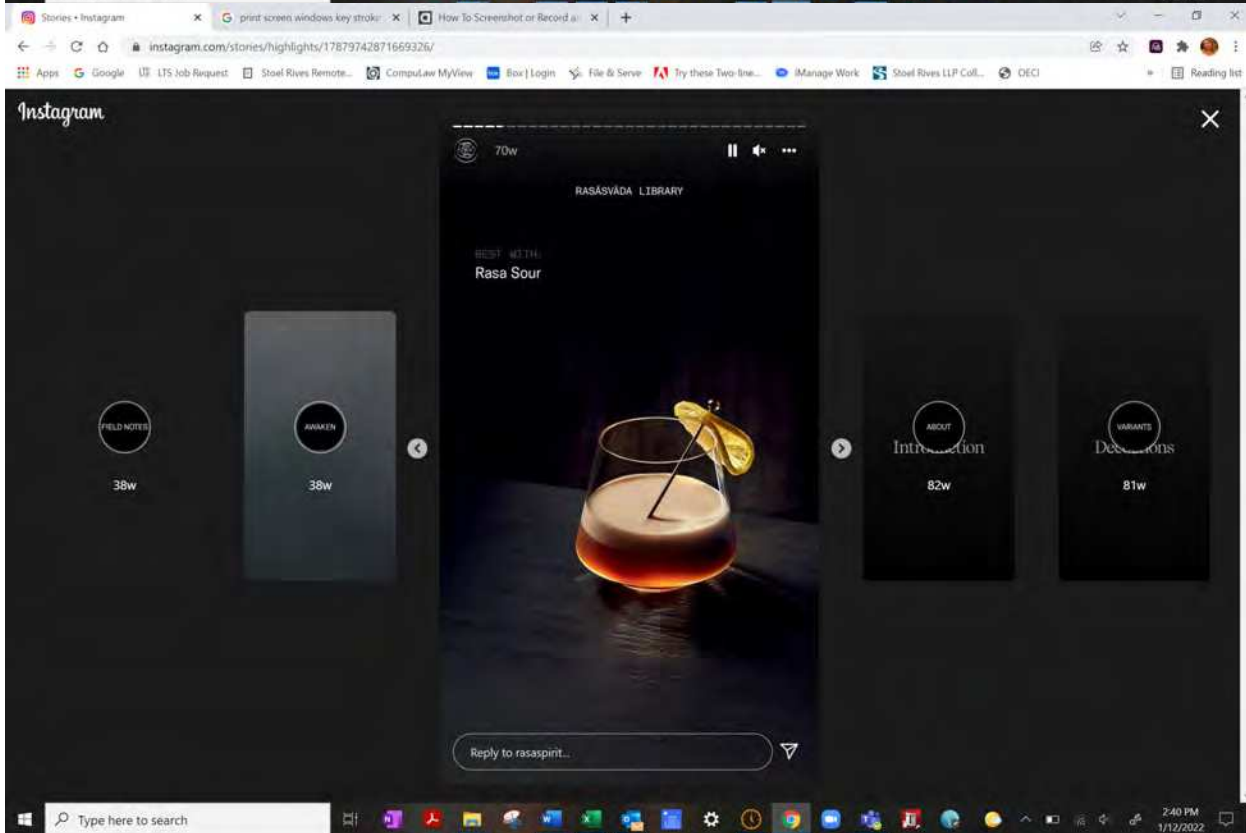 Stories • Instagram
print screen windows key stroke
How To Screenshot or Record a
instagram.com/stories/highlights/17879742871669326/
Apps Google LTS Job Request Stoel Rives Remote... CompuLaw MyView Box | Login File & Serve Try these Two-line... iManage Work Stoel Rives LLP Coll... OECI » Reading list
Instagram
70w
RASĀSVĀDA LIBRARY
BEST WITH:
Rasa Sour
FIELD NOTES
38w
AWAKEN
38w
ABOUT
82w
VARIANTS
81w
Reply to rasaspirit...
Type here to search
2:40 PM
1/12/2022